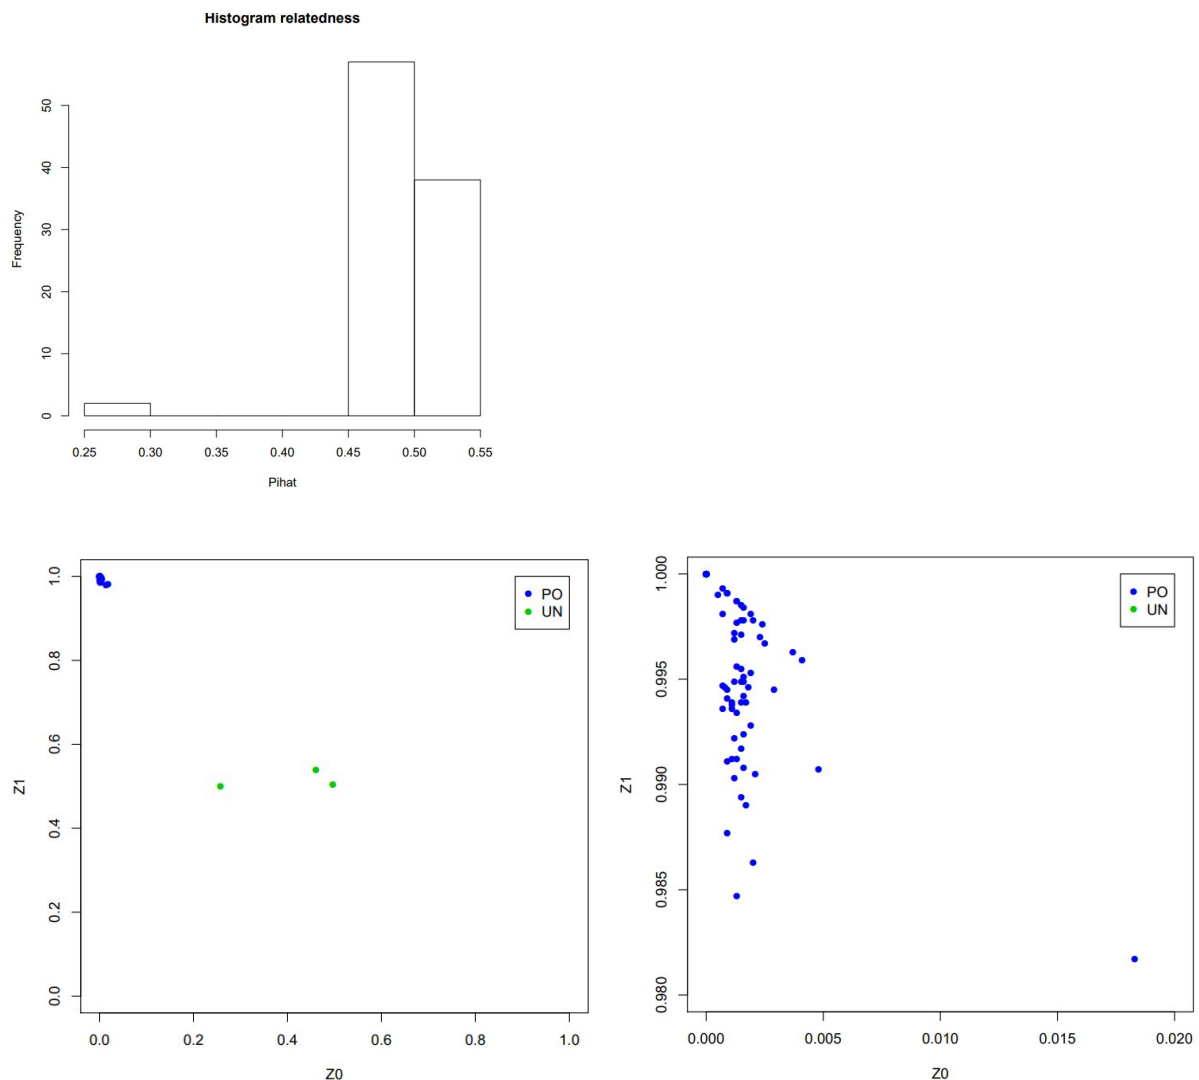 Histogram relatedness
Frequency
50
40
30
20
10
0
0.25 0.30 0.35 0.40 0.45 0.50 0.55
Pihat
Z1
1.0
0.8
0.6
0.4
0.2
0.0
PO
UN
0.0 0.2 0.4 0.6 0.8 1.0
Z0
Z1
1.000
0.995
0.990
0.985
0.980
PO
UN
0.000 0.005 0.010 0.015 0.020
Z0